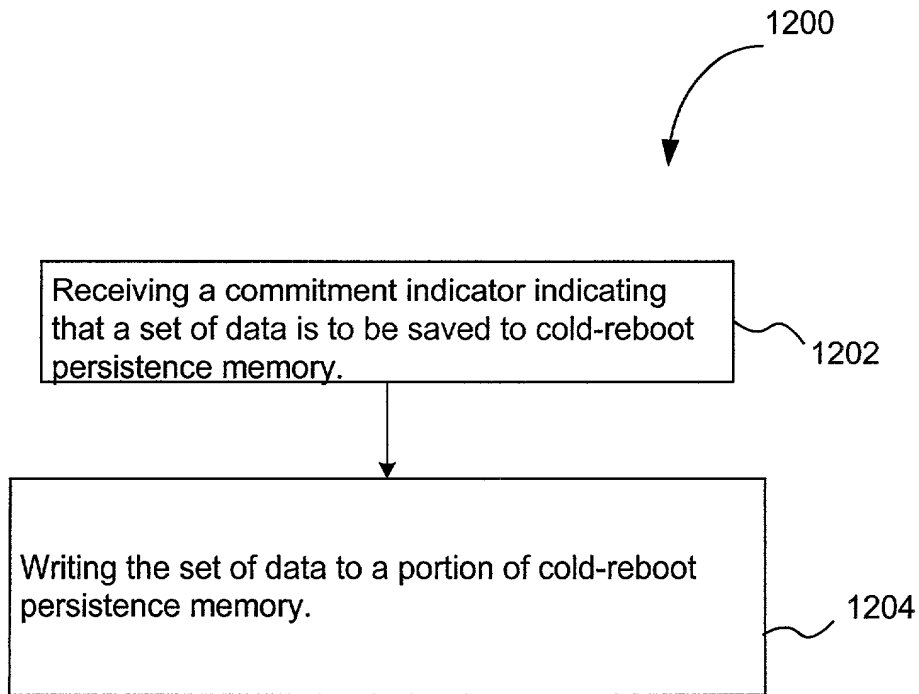 1200
Receiving a commitment indicator indicating
that a set of data is to be saved to cold-reboot
persistence memory.
1202
Writing the set of data to a portion of cold-reboot
persistence memory.
1204